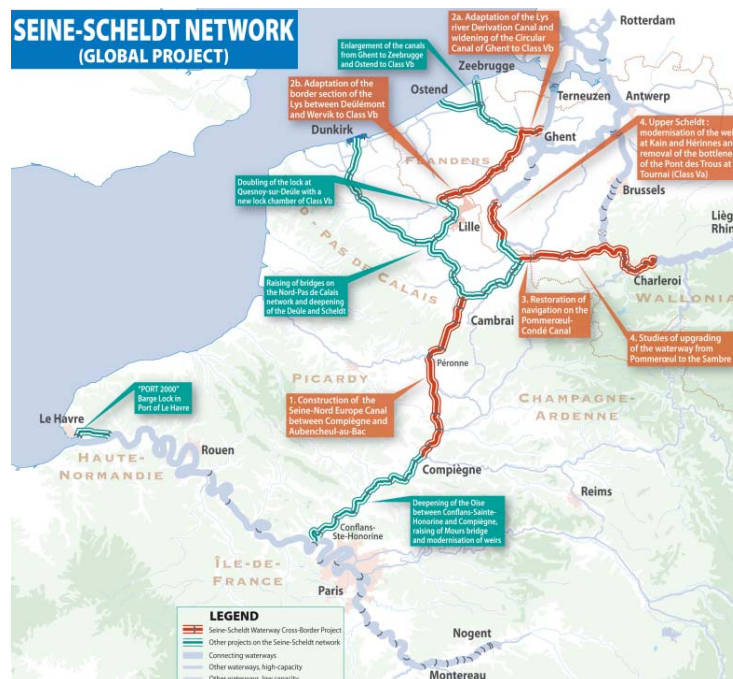 SEINE-SCHELDT NETWORK
(GLOBAL PROJECT)
Enlargement of the canals
from Ghent to Zeebrugge
and Ostend to Class Vb
2a. Adaptation of the Lys
river Derivation Canal and
widening of the Circular
Canal of Ghent to Class Vb
Rotterdam
Zeebrugge
2b. Adaptation of the
border section of the
Lys between Deûlémont
and Wervik to Class Vb
Ostend
Terneuzen
Antwerp
Dunkirk
Ghent
4. Upper Scheldt :
modernisation of the wei
at Kain and Hérinnes an
removal of the bottlene
of the Pont des Trous at
Tournai (Class Va)
FLANDERS
Doubling of the lock at
Quesnoy-sur-Deûle with a
new lock chamber of Class Vb
Brussels
Lille
Lièg
Rhin
PAS DE CALAIS
Raising of bridges on
the Nord-Pas de Calais
network and deepening
of the Deûle and Scheldt
Charleroi
WALLONIA
Cambrai
3. Restoration of
navigation on the
Pommerœul-
Condé Canal
4. Studies of upgrading
of the waterway from
Pommerœul to the Sambre
Péronne
PICARDY
"PORT 2000"
Barge Lock in
Port of Le Havre
1. Construction of the
Seine-Nord Europe Canal
between Compiègne and
Aubencheul-au-Bac
CHAMPAGNE-
ARDENNE
Le Havre
HAUTE-
NORMANDIE
Rouen
Compiègne
Reims
Deepening of the Oise
between Conflans-Sainte-
Honorine and Compiègne,
raising of Mours bridge
and modernisation of weirs
Conflans-
Ste-Honorine
ÎLE-DE-
FRANCE
Paris
LEGEND
Seine-Scheldt Waterway Cross-Border Project
Other projects on the Seine-Scheldt network
Connecting waterways
Other waterways, high-capacity
Other waterways, low-capacity
Nogent
Montereau